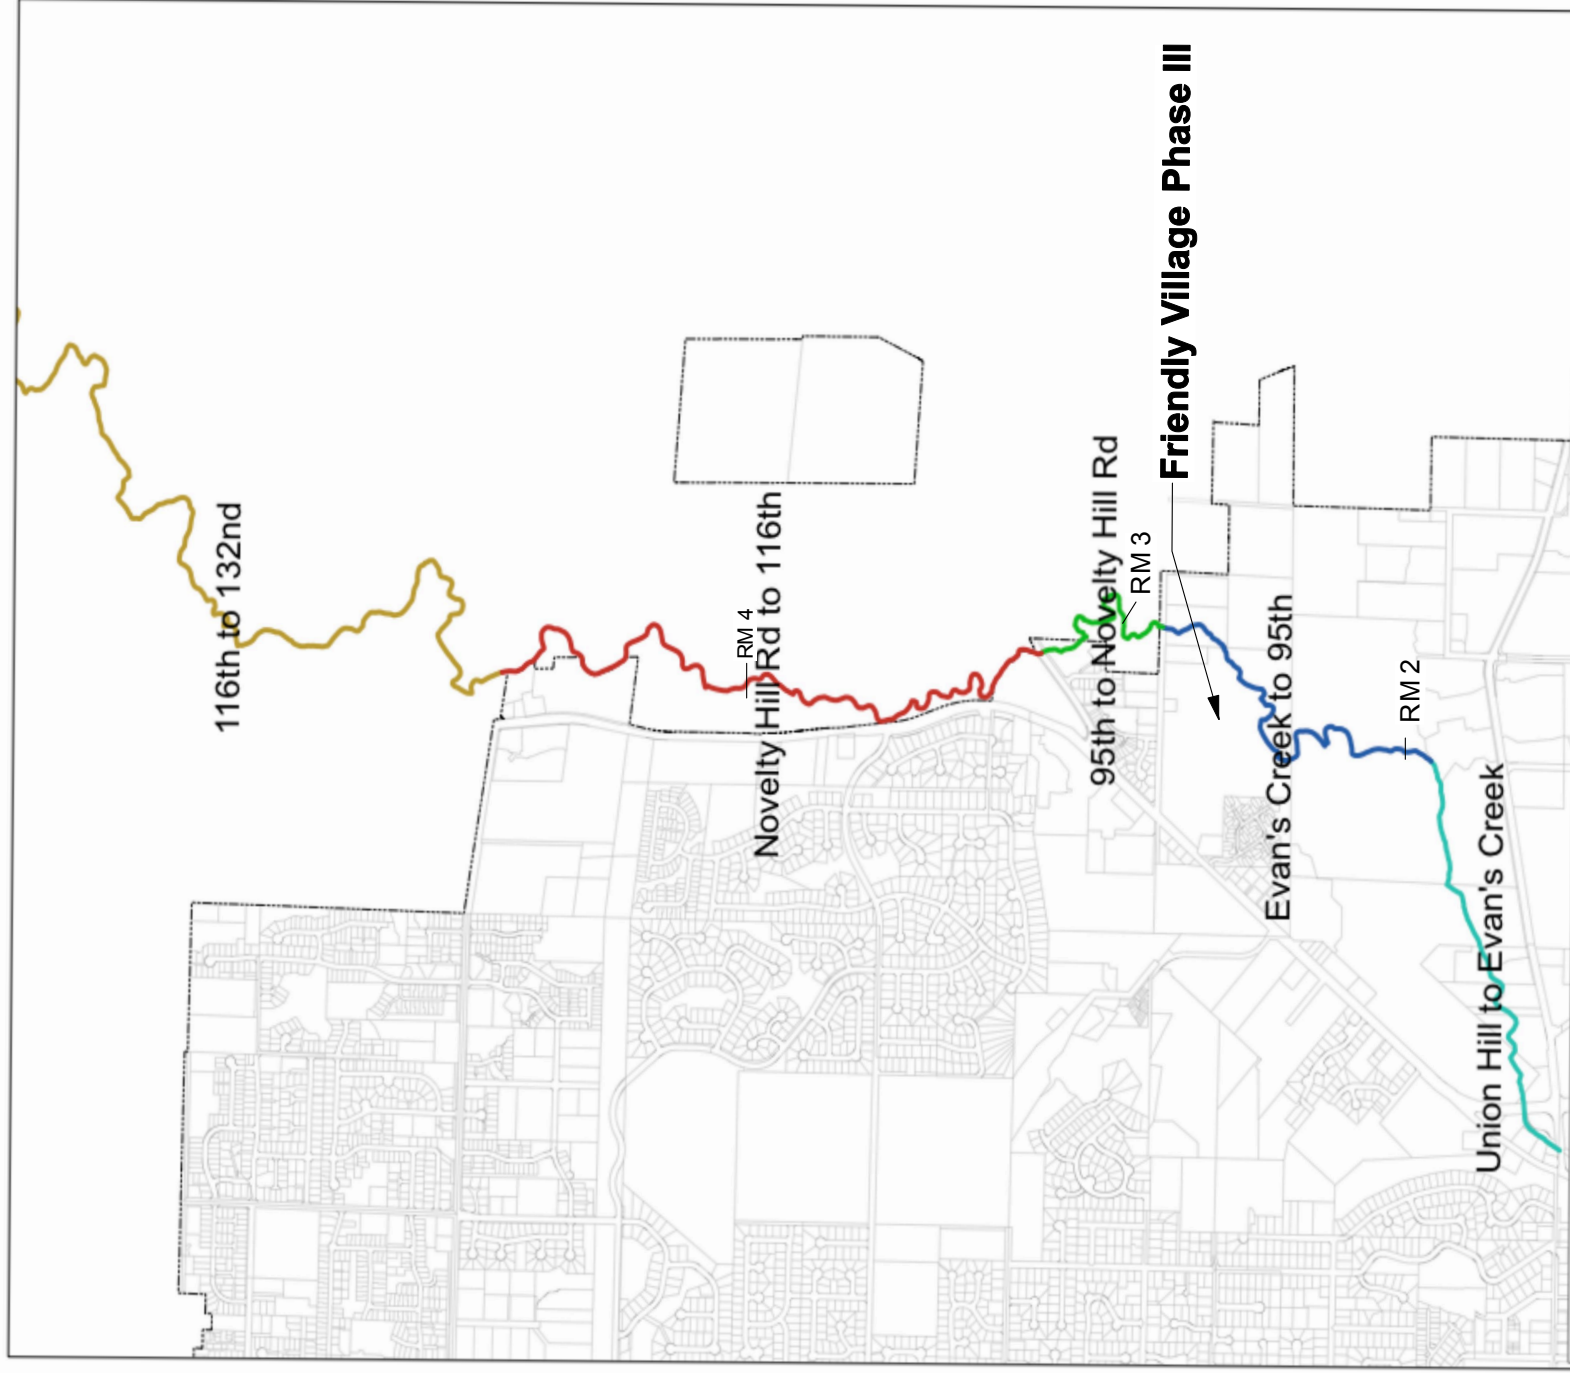 116th to 132nd
RM 4
Novelty Hill Rd to 116th
95th to Novelty Hill Rd
RM 3
Friendly Village Phase III
Evan's Creek to 95th
RM 2
Union Hill to Evan's Creek